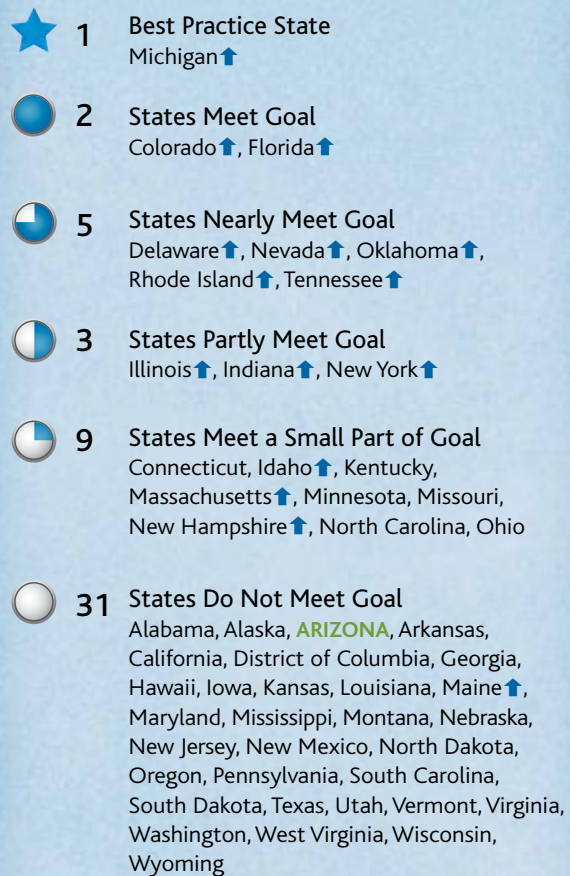 1 Best Practice State
Michigan⬆
2 States Meet Goal
Colorado⬆, Florida⬆
5 States Nearly Meet Goal
Delaware⬆, Nevada⬆, Oklahoma⬆,
Rhode Island⬆, Tennessee⬆
3 States Partly Meet Goal
Illinois⬆, Indiana⬆, New York⬆
9 States Meet a Small Part of Goal
Connecticut, Idaho⬆, Kentucky,
Massachusetts⬆, Minnesota, Missouri,
New Hampshire⬆, North Carolina, Ohio
31 States Do Not Meet Goal
Alabama, Alaska, ARIZONA, Arkansas,
California, District of Columbia, Georgia,
Hawaii, Iowa, Kansas, Louisiana, Maine⬆,
Maryland, Mississippi, Montana, Nebraska,
New Jersey, New Mexico, North Dakota,
Oregon, Pennsylvania, South Carolina,
South Dakota, Texas, Utah, Vermont, Virginia,
Washington, West Virginia, Wisconsin,
Wyoming